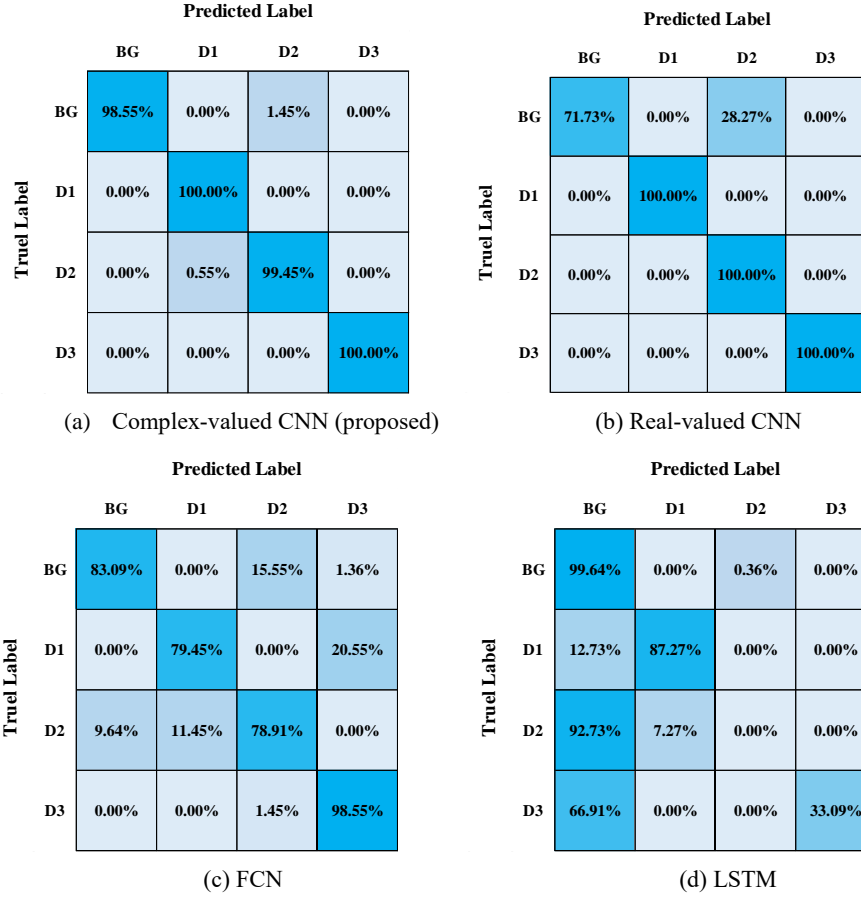 Predicted Label
BG D1 D2 D3
Truel Label
BG 98.55% 0.00% 1.45% 0.00%
D1 0.00% 100.00% 0.00% 0.00%
D2 0.00% 0.55% 99.45% 0.00%
D3 0.00% 0.00% 0.00% 100.00%
(a) Complex-valued CNN (proposed)
Predicted Label
BG D1 D2 D3
Truel Label
BG 71.73% 0.00% 28.27% 0.00%
D1 0.00% 100.00% 0.00% 0.00%
D2 0.00% 0.00% 100.00% 0.00%
D3 0.00% 0.00% 0.00% 100.00%
(b) Real-valued CNN
Predicted Label
BG D1 D2 D3
Truel Label
BG 83.09% 0.00% 15.55% 1.36%
D1 0.00% 79.45% 0.00% 20.55%
D2 9.64% 11.45% 78.91% 0.00%
D3 0.00% 0.00% 1.45% 98.55%
(c) FCN
Predicted Label
BG D1 D2 D3
Truel Label
BG 99.64% 0.00% 0.36% 0.00%
D1 12.73% 87.27% 0.00% 0.00%
D2 92.73% 7.27% 0.00% 0.00%
D3 66.91% 0.00% 0.00% 33.09%
(d) LSTM